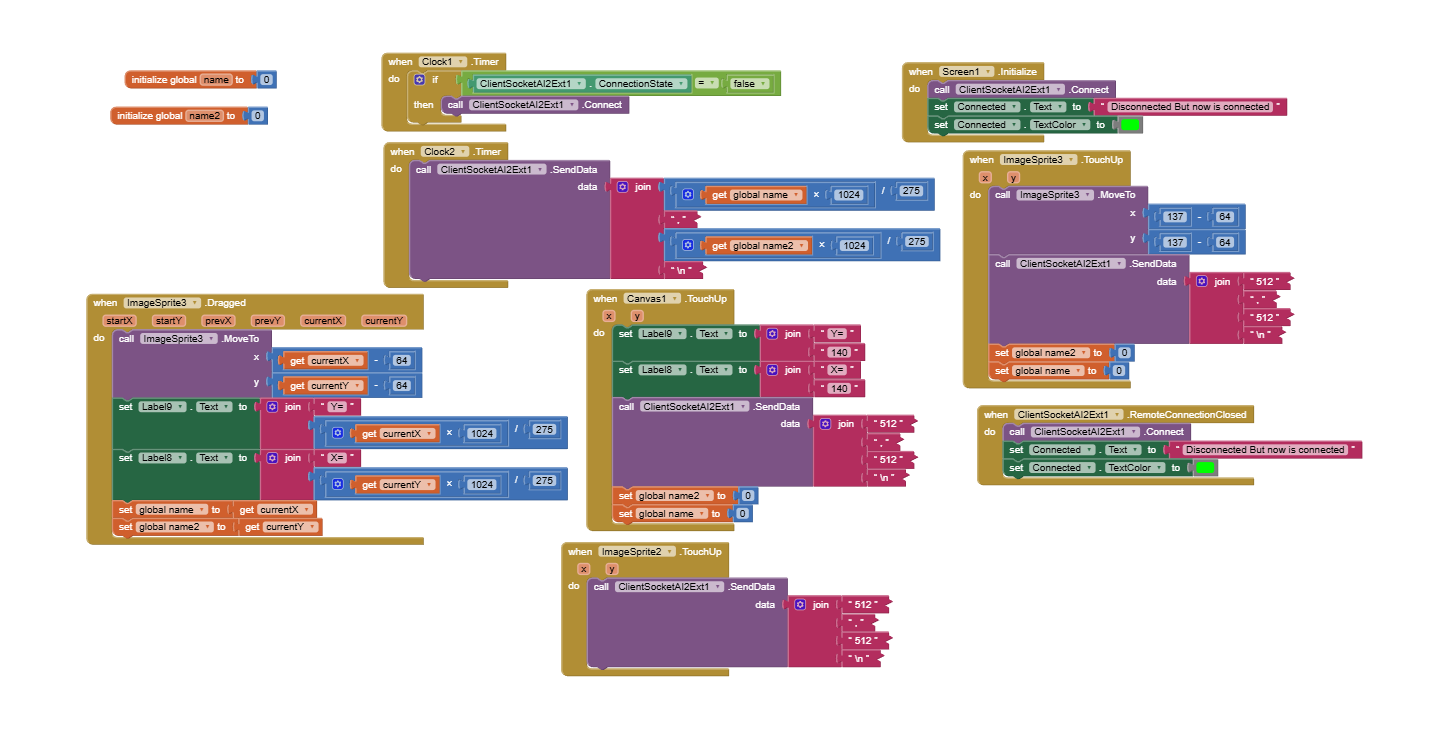 initialize global name to 0
initialize global name2 to 0
when Clock1 .Timer
do if ClientSocketAI2Ext1 . ConnectionState = false
then call ClientSocketAI2Ext1 .Connect
when Clock2 .Timer
do call ClientSocketAI2Ext1 .SendData
data join get global name × 1024 / 275
" . "
get global name2 × 1024 / 275
" \n "
when Screen1 .Initialize
do call ClientSocketAI2Ext1 .Connect
set Connected . Text to " Disconnected But now is connected "
set Connected . TextColor to
when ImageSprite3 .TouchUp
x y
do call ImageSprite3 .MoveTo
x 137 - 64
y 137 - 64
call ClientSocketAI2Ext1 .SendData
data join " 512 "
" . "
" 512 "
" \n "
set global name2 to 0
set global name to 0
when ImageSprite3 .Dragged
startX startY prevX prevY currentX currentY
do call ImageSprite3 .MoveTo
x get currentX - 64
y get currentY - 64
set Label9 . Text to join " Y= "
get currentX × 1024 / 275
set Label8 . Text to join " X= "
get currentY × 1024 / 275
set global name to get currentX
set global name2 to get currentY
when Canvas1 .TouchUp
x y
do set Label9 . Text to join " Y= "
" 140 "
set Label8 . Text to join " X= "
" 140 "
call ClientSocketAI2Ext1 .SendData
data join " 512 "
" . "
" 512 "
" \n "
set global name2 to 0
set global name to 0
when ClientSocketAI2Ext1 .RemoteConnectionClosed
do call ClientSocketAI2Ext1 .Connect
set Connected . Text to " Disconnected But now is connected "
set Connected . TextColor to
when ImageSprite2 .TouchUp
x y
do call ClientSocketAI2Ext1 .SendData
data join " 512 "
" . "
" 512 "
" \n "